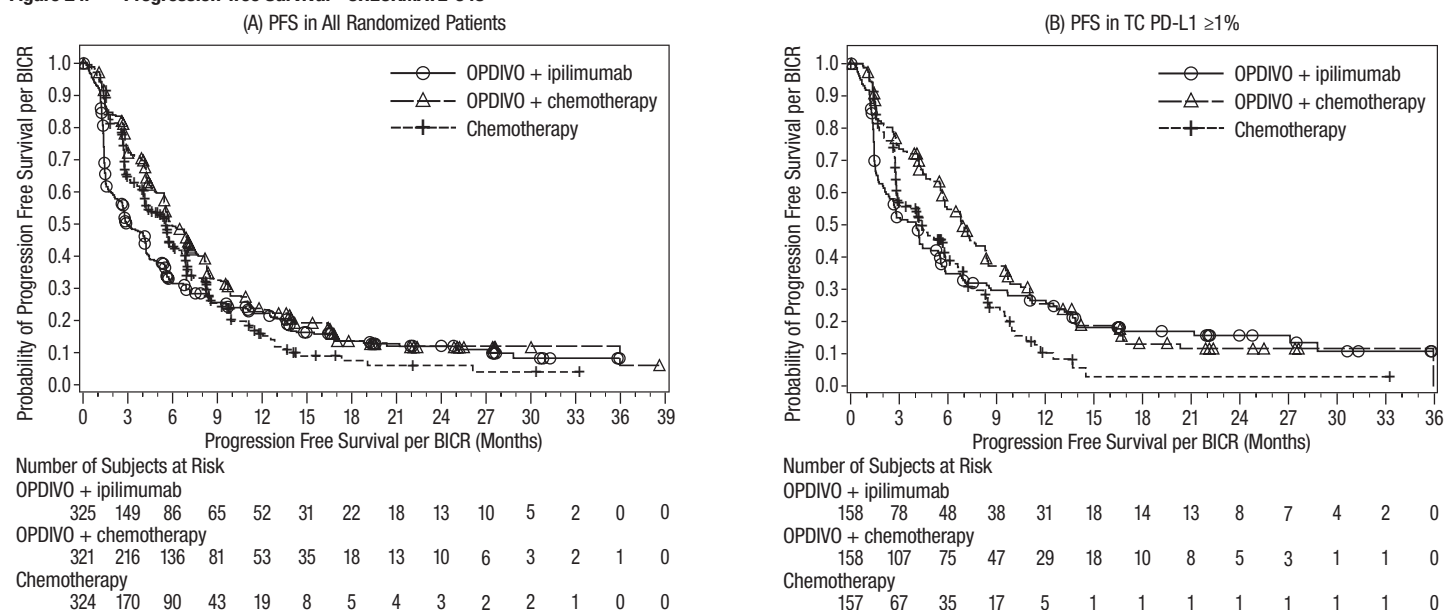 (A) PFS in All Randomized Patients
Probability of Progression Free Survival per BICR
1.0
0.9
0.8
0.7
0.6
0.5
0.4
0.3
0.2
0.1
0.0
OPDIVO + ipilimumab
OPDIVO + chemotherapy
Chemotherapy
0 3 6 9 12 15 18 21 24 27 30 33 36 39
Progression Free Survival per BICR (Months)
Number of Subjects at Risk
OPDIVO + ipilimumab
325 149 86 65 52 31 22 18 13 10 5 2 0 0
OPDIVO + chemotherapy
321 216 136 81 53 35 18 13 10 6 3 2 1 0
Chemotherapy
324 170 90 43 19 8 5 4 3 2 2 1 0 0
(B) PFS in TC PD-L1 ≥1%
Probability of Progression Free Survival per BICR
1.0
0.9
0.8
0.7
0.6
0.5
0.4
0.3
0.2
0.1
0.0
OPDIVO + ipilimumab
OPDIVO + chemotherapy
Chemotherapy
0 3 6 9 12 15 18 21 24 27 30 33 36
Progression Free Survival per BICR (Months)
Number of Subjects at Risk
OPDIVO + ipilimumab
158 78 48 38 31 18 14 13 8 7 4 2 0
OPDIVO + chemotherapy
158 107 75 47 29 18 10 8 5 3 1 1 0
Chemotherapy
157 67 35 17 5 1 1 1 1 1 1 1 0